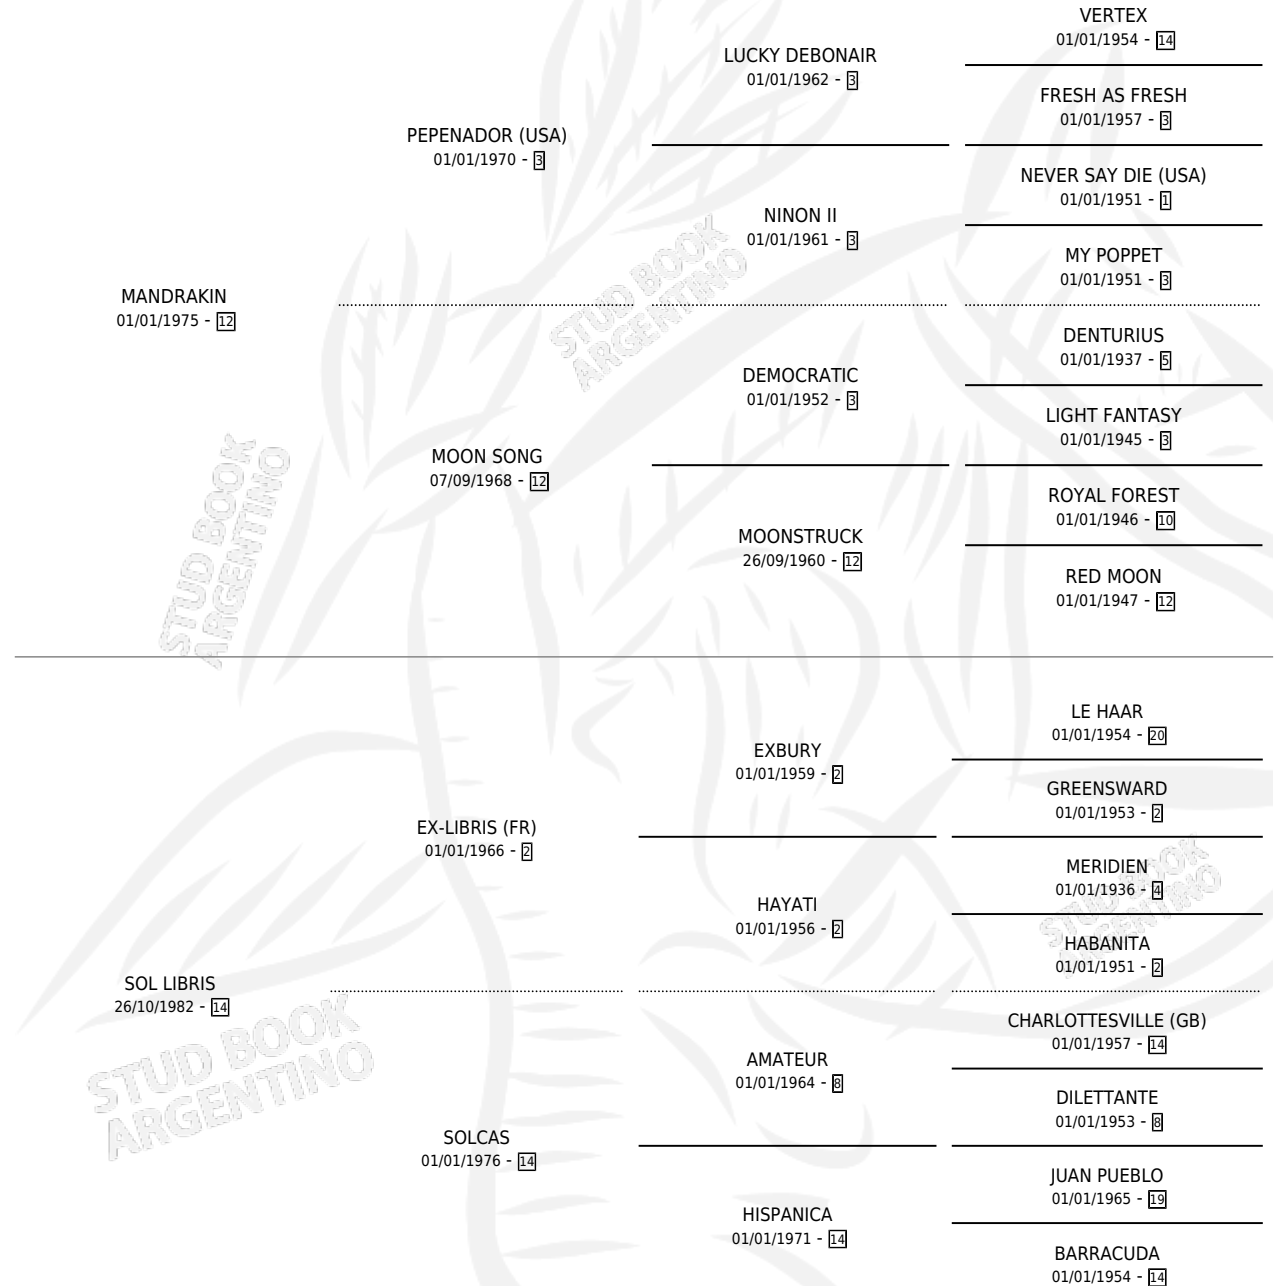 VERTEX
01/01/1954 - 14
LUCKY DEBONAIR
01/01/1962 - 3
FRESH AS FRESH
01/01/1957 - 3
PEPENADOR (USA)
01/01/1970 - 3
NEVER SAY DIE (USA)
01/01/1951 - 1
NINON II
01/01/1961 - 3
MY POPPET
01/01/1951 - 3
MANDRAKIN
01/01/1975 - 12
DENTURIUS
01/01/1937 - 5
DEMOCRATIC
01/01/1952 - 3
LIGHT FANTASY
01/01/1945 - 3
MOON SONG
07/09/1968 - 12
ROYAL FOREST
01/01/1946 - 10
MOONSTRUCK
26/09/1960 - 12
RED MOON
01/01/1947 - 12
LE HAAR
01/01/1954 - 20
EXBURY
01/01/1959 - 2
GREENSWARD
01/01/1953 - 2
EX-LIBRIS (FR)
01/01/1966 - 2
MERIDIEN
01/01/1936 - 4
HAYATI
01/01/1956 - 2
HABANITA
01/01/1951 - 2
SOL LIBRIS
26/10/1982 - 14
CHARLOTTESVILLE (GB)
01/01/1957 - 14
AMATEUR
01/01/1964 - 8
DILETTANTE
01/01/1953 - 8
SOLCAS
01/01/1976 - 14
JUAN PUEBLO
01/01/1965 - 19
HISPANICA
01/01/1971 - 14
BARRACUDA
01/01/1954 - 14
STUD BOOK
ARGENTINO
STUD BOOK
ARGENTINO
STUD BOOK
ARGENTINO
STUD BOOK
ARGENTINO